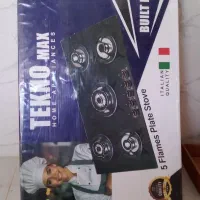 TEKNO MAX
HOME APPLIANCES
BUILT
ITALIAN
QUALITY
5 Flames Plate Stove